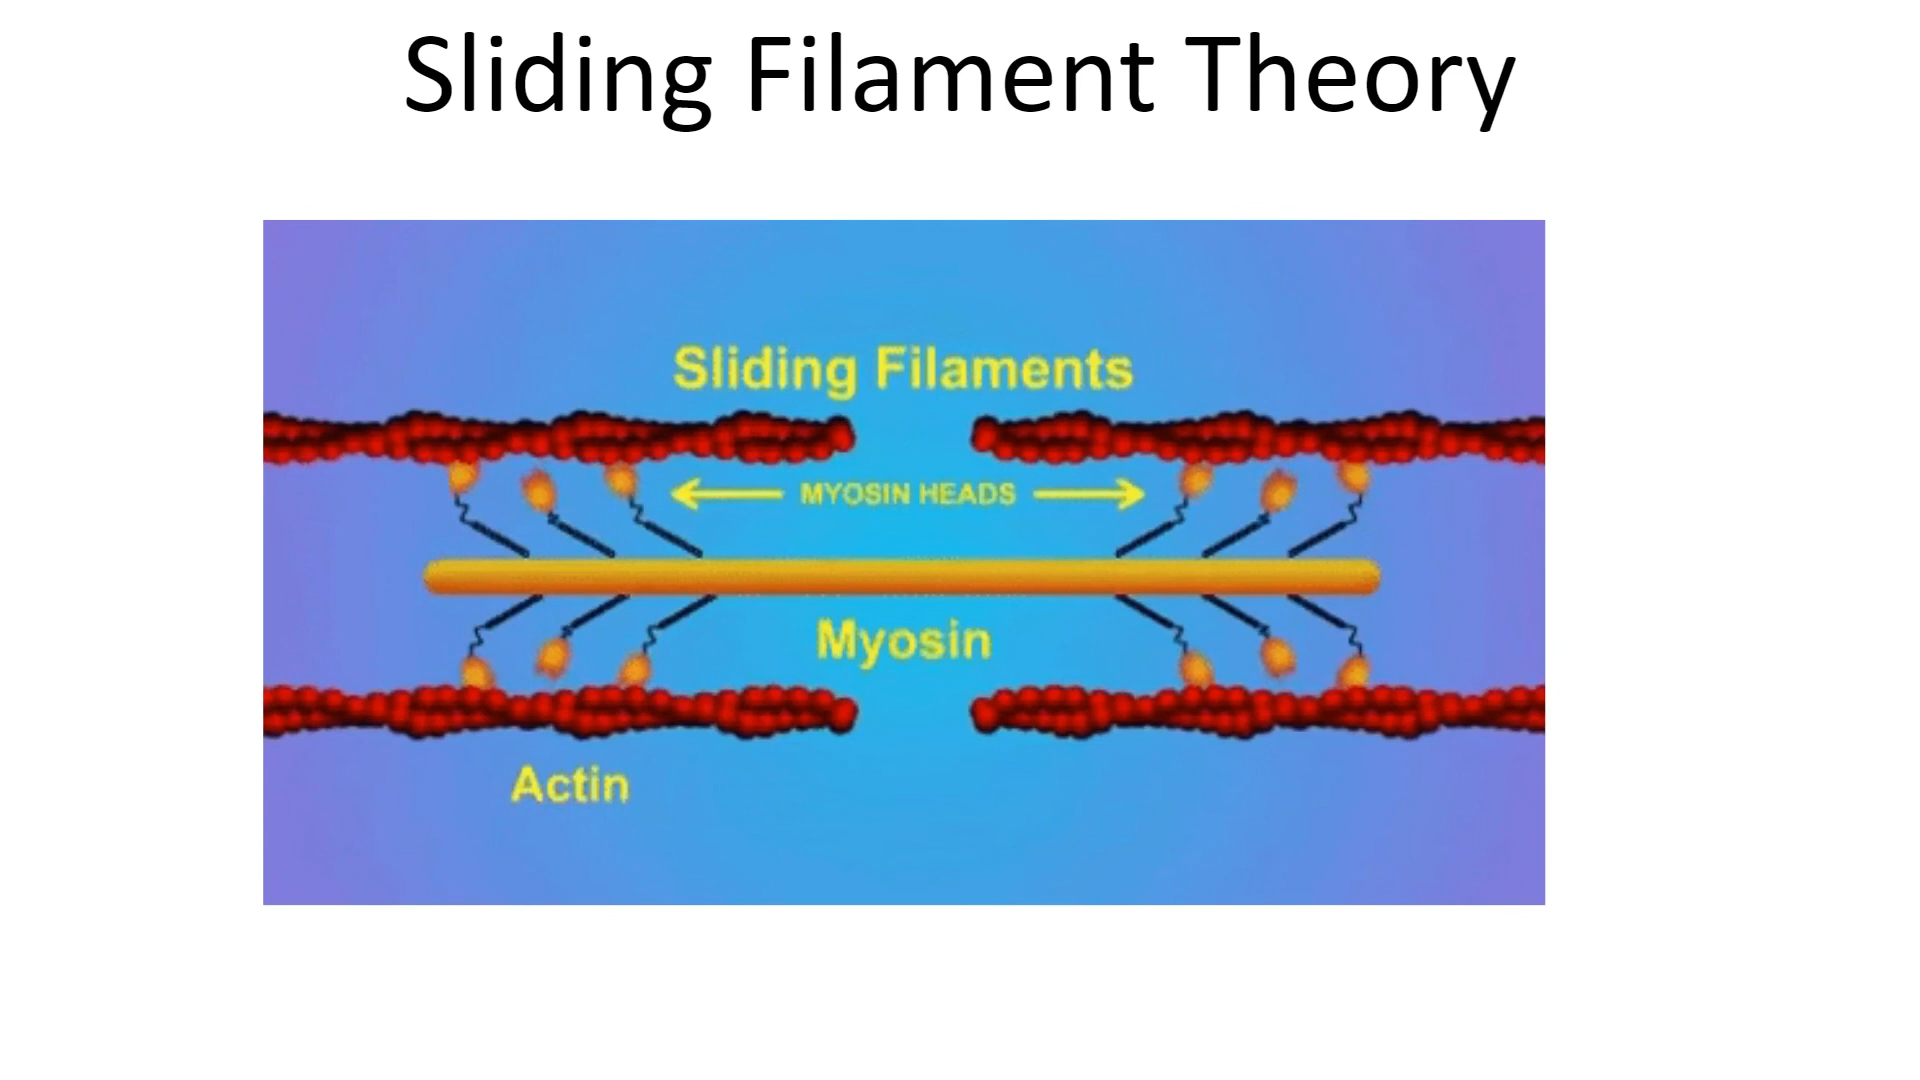 Sliding Filament Theory
Sliding Filaments
MYOSIN HEADS
Myosin
Actin